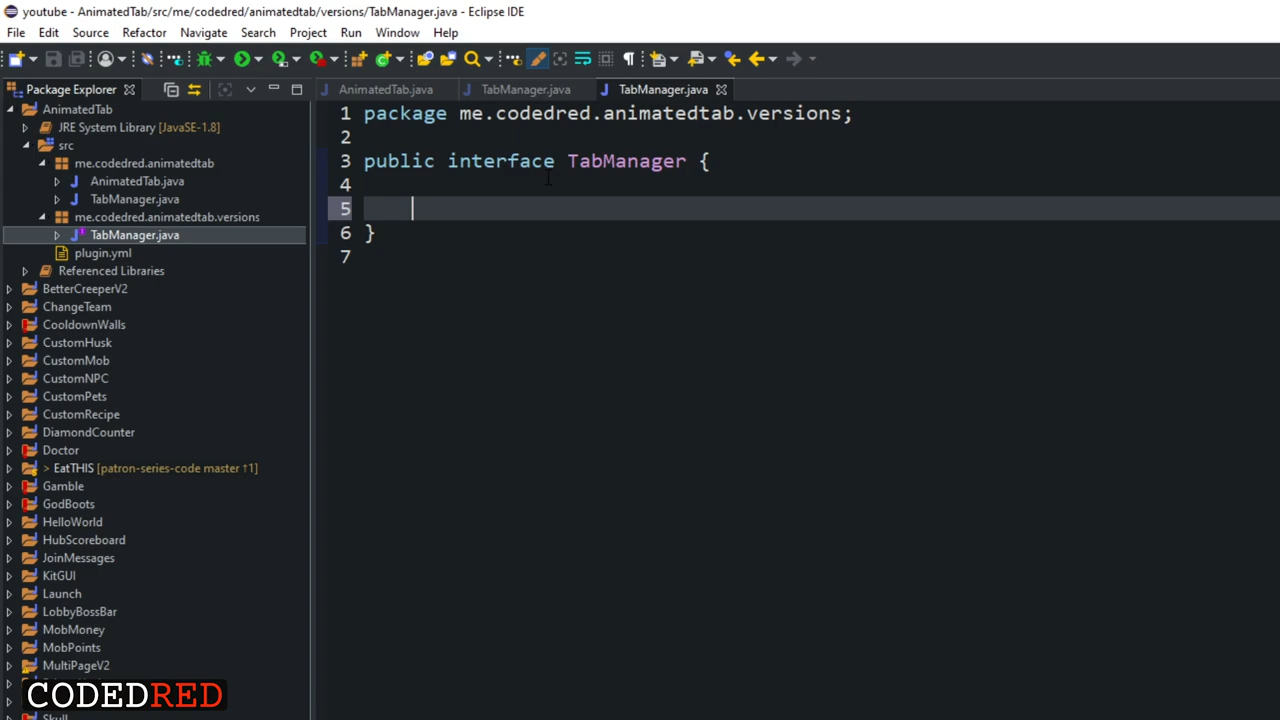 youtube - AnimatedTab/src/me/codedred/animatedtab/versions/TabManager.java - Eclipse IDE
File Edit Source Refactor Navigate Search Project Run Window Help
Package Explorer
AnimatedTab.java TabManager.java TabManager.java
AnimatedTab
JRE System Library [JavaSE-1.8]
src
me.codedred.animatedtab
AnimatedTab.java
TabManager.java
me.codedred.animatedtab.versions
TabManager.java
plugin.yml
Referenced Libraries
BetterCreeperV2
ChangeTeam
CooldownWalls
CustomHusk
CustomMob
CustomNPC
CustomPets
CustomRecipe
DiamondCounter
Doctor
> EatTHIS [patron-series-code master ↑1]
Gamble
GodBoots
HelloWorld
HubScoreboard
JoinMessages
KitGUI
Launch
LobbyBossBar
MobMoney
MobPoints
MultiPageV2
CODEDRED
1 package me.codedred.animatedtab.versions;
2
3 public interface TabManager {
4
5
6 }
7